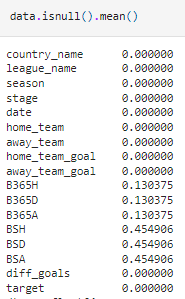 data.isnull().mean()
country_name 0.000000
league_name 0.000000
season 0.000000
stage 0.000000
date 0.000000
home_team 0.000000
away_team 0.000000
home_team_goal 0.000000
away_team_goal 0.000000
B365H 0.130375
B365D 0.130375
B365A 0.130375
BSH 0.454906
BSD 0.454906
BSA 0.454906
diff_goals 0.000000
target 0.000000